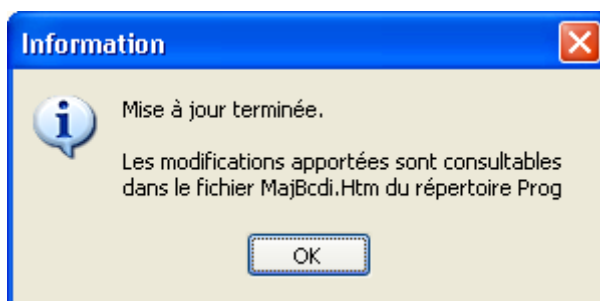 Information
Mise à jour terminée.
Les modifications apportées sont consultables
dans le fichier MajBcdi.Htm du répertoire Prog
OK